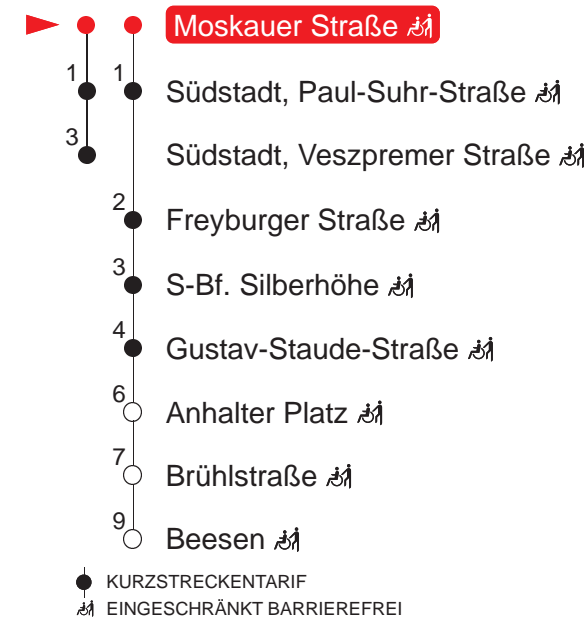 Moskauer Straße
1 1 Südstadt, Paul-Suhr-Straße
3 Südstadt, Veszpremer Straße
2 Freyburger Straße
3 S-Bf. Silberhöhe
4 Gustav-Staude-Straße
6 Anhalter Platz
7 Brühlstraße
9 Beesen
KURZSTRECKENTARIF
EINGESCHRÄNKT BARRIEREFREI